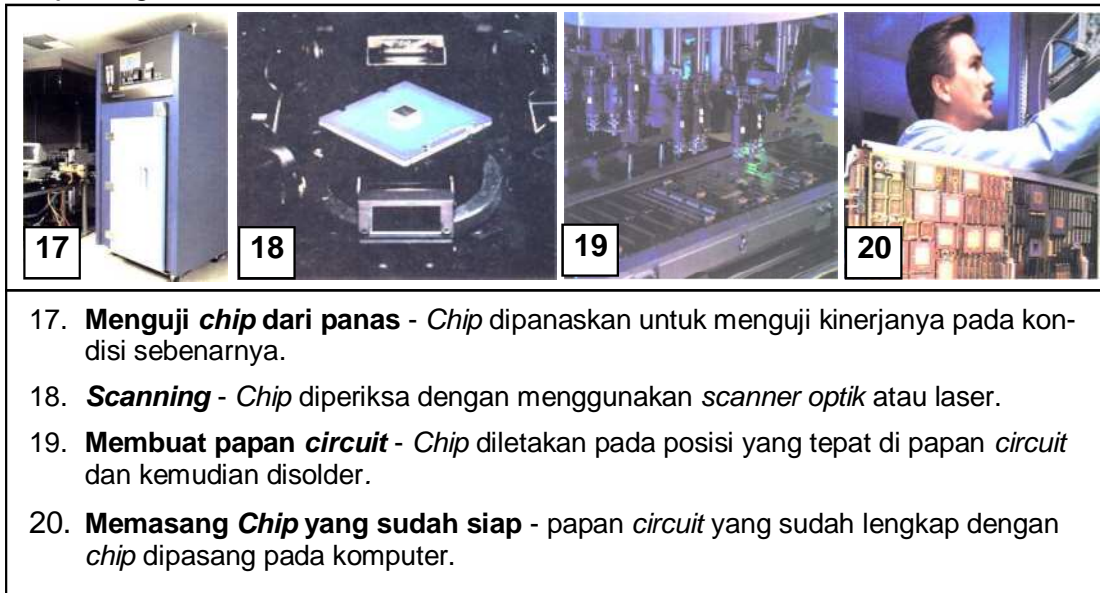 17
18
19
20
17. Menguji chip dari panas - Chip dipanaskan untuk menguji kinerjanya pada kon-
disi sebenarnya.
18. Scanning - Chip diperiksa dengan menggunakan scanner optik atau laser.
19. Membuat papan circuit - Chip diletakan pada posisi yang tepat di papan circuit
dan kemudian disolder.
20. Memasang Chip yang sudah siap - papan circuit yang sudah lengkap dengan
chip dipasang pada komputer.